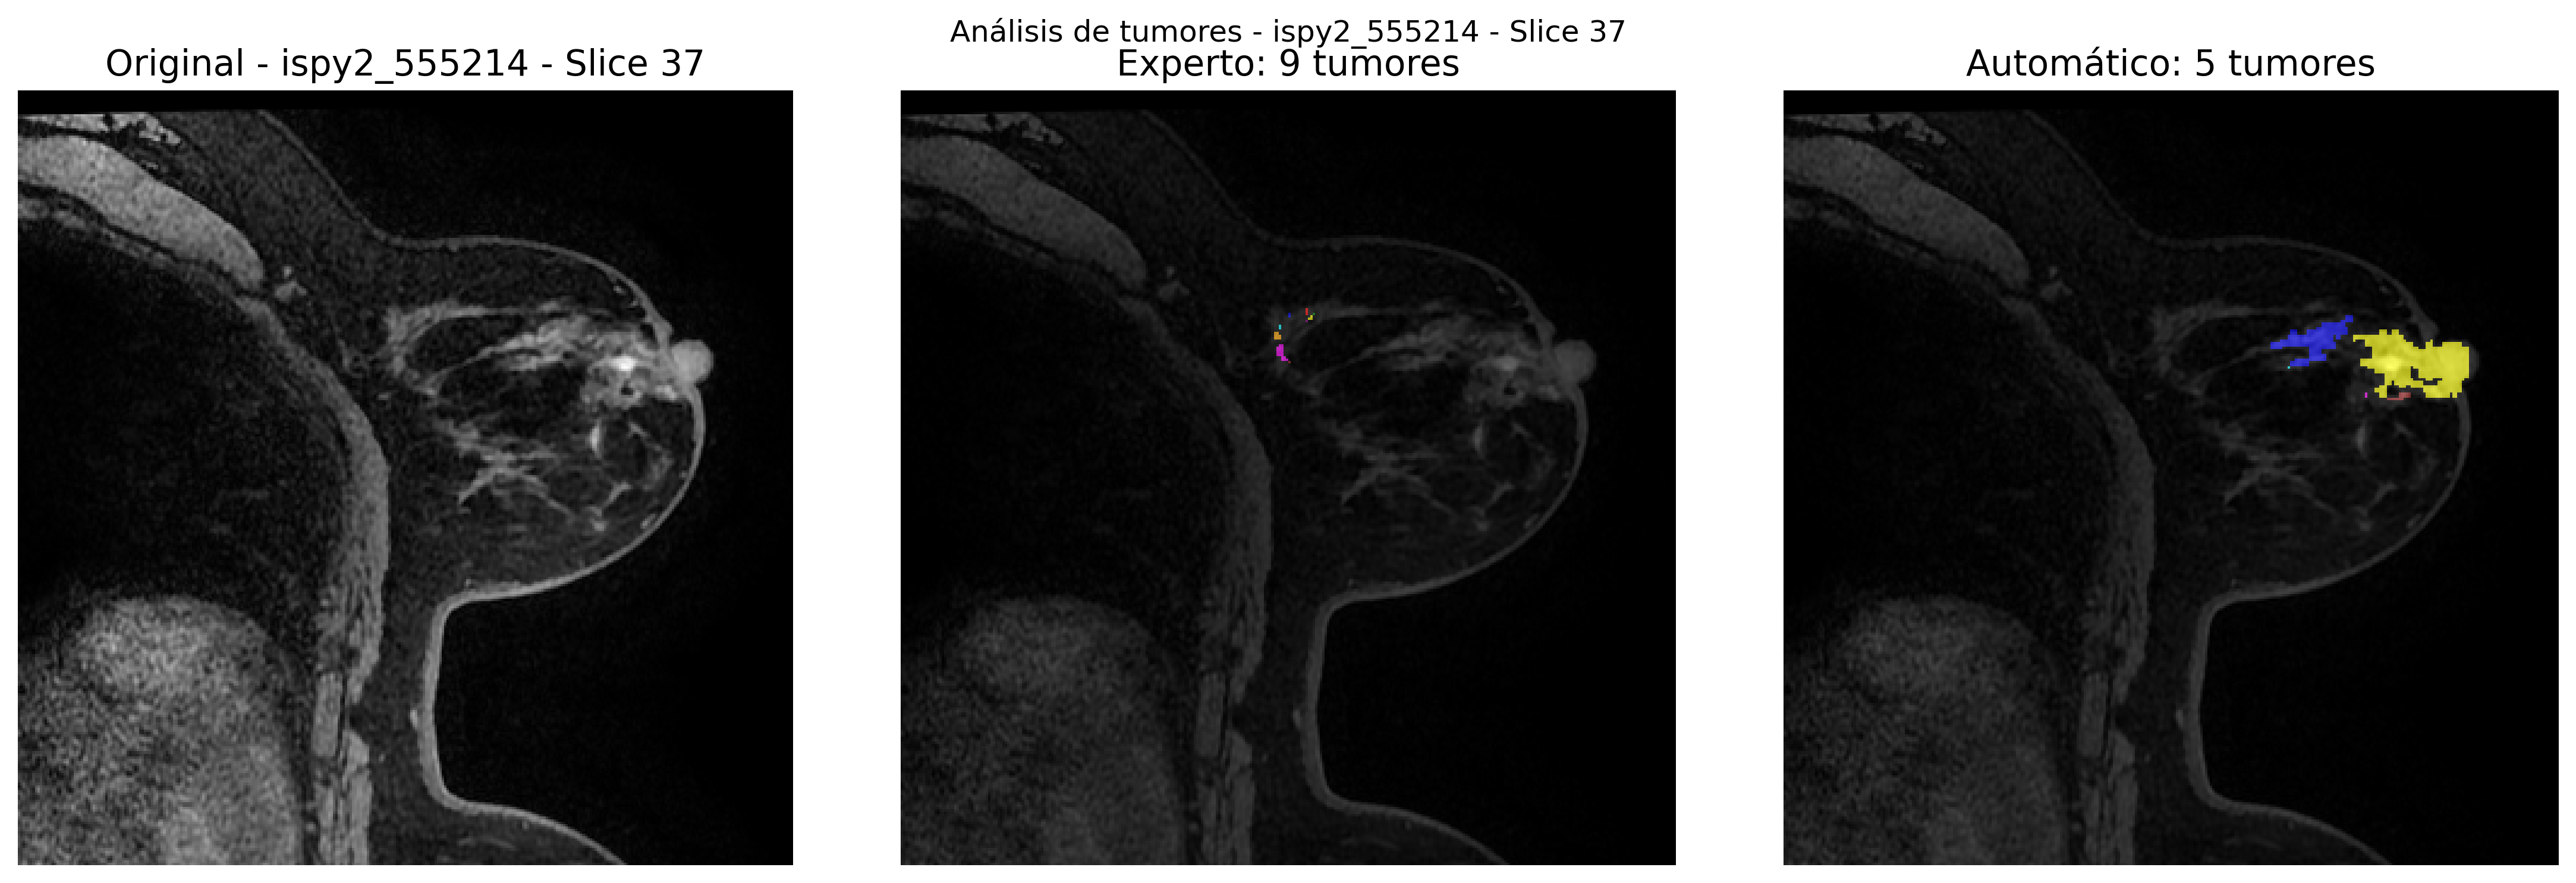 Análisis de tumores - ispy2_555214 - Slice 37
Original - ispy2_555214 - Slice 37
Experto: 9 tumores
Automático: 5 tumores